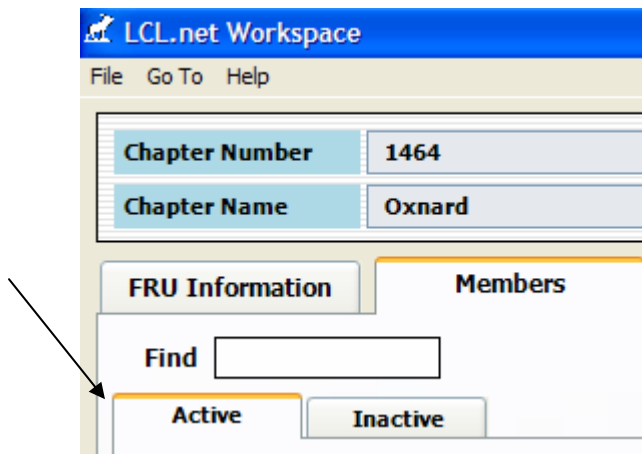 LCL.net Workspace
File Go To Help
Chapter Number 1464
Chapter Name Oxnard
FRU Information Members
Find
Active Inactive